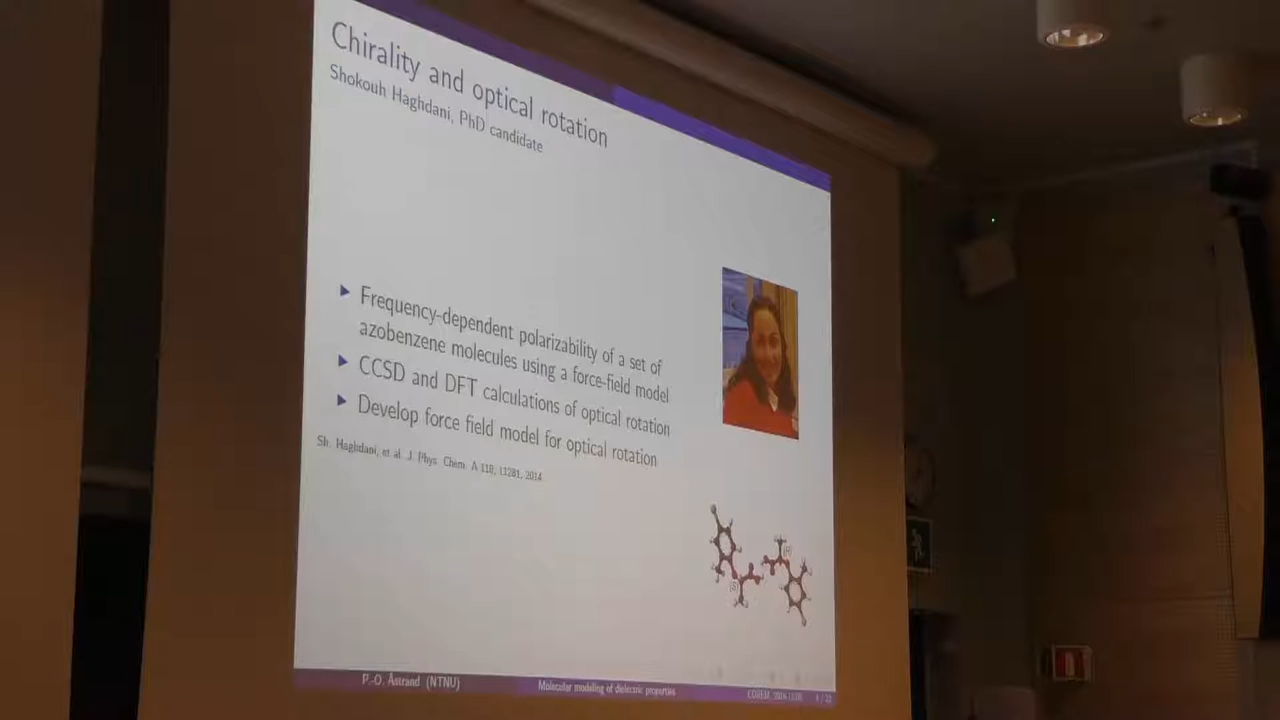 Chirality and optical rotation
Shokouh Haghdani, PhD candidate
Frequency-dependent polarizability of a set of
azobenzene molecules using a force-field model
CCSD and DFT calculations of optical rotation
Develop force field model for optical rotation
Sh. Haghdani, et al. J. Phys. Chem. A 118, 11281, 2014
(R)
(S)
P.-O. Åstrand (NTNU)
Molecular modeling of dielectric properties